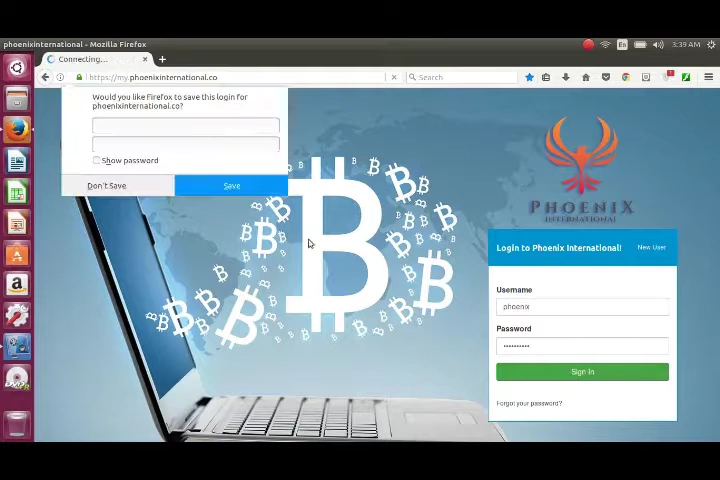 phoenixinternational - Mozilla Firefox
En
3:39 AM
Connecting...
https://my.phoenixinternational.co
Search
Would you like Firefox to save this login for
phoenixinternational.co?
Show password
Don't Save
Save
PHOENIX
INTERNATIONAL
Login to Phoenix International!
New User
Username
phoenix
Password
••••••••••
Sign In
Forgot your password?